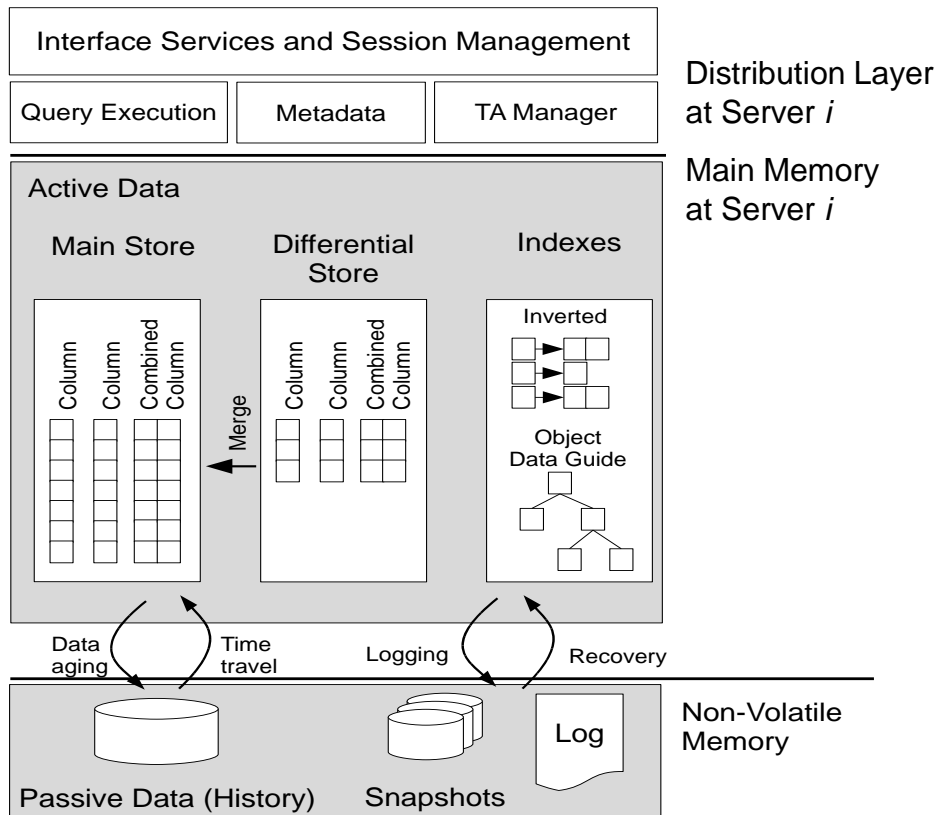 Interface Services and Session Management
Query Execution
Metadata
TA Manager
Distribution Layer
at Server i
Main Memory
at Server i
Active Data
Main Store
Differential
Store
Indexes
Column
Column
Combined
Column
Merge
Column
Column
Combined
Column
Inverted
Object
Data Guide
Data
aging
Time
travel
Logging
Recovery
Non-Volatile
Memory
Passive Data (History)
Snapshots
Log